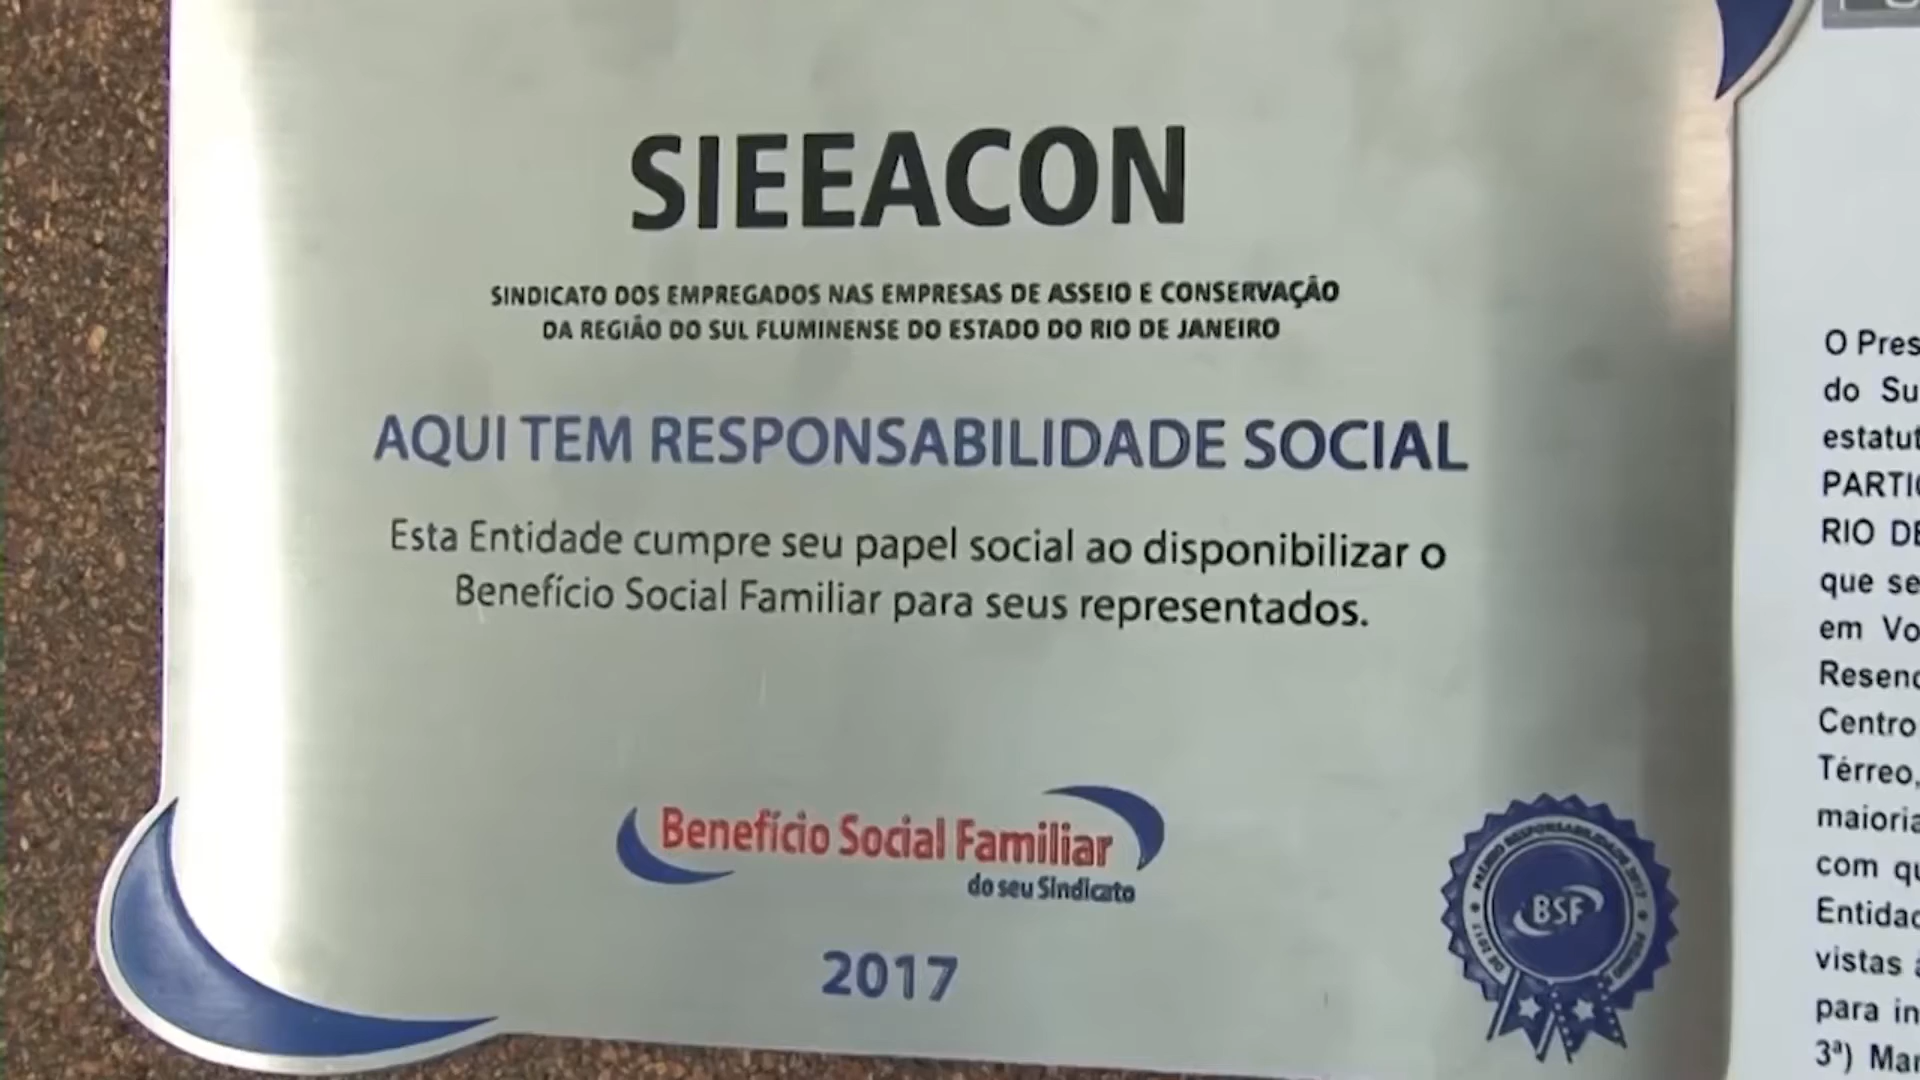 SIEEACON
SINDICATO DOS EMPREGADOS NAS EMPRESAS DE ASSEIO E CONSERVAÇÃO
DA REGIÃO DO SUL FLUMINENSE DO ESTADO DO RIO DE JANEIRO
AQUI TEM RESPONSABILIDADE SOCIAL
Esta Entidade cumpre seu papel social ao disponibilizar o
Benefício Social Familiar para seus representados.
Benefício Social Familiar
do seu Sindicato
2017
BSF
O Pres
do Su
estatut
PARTIC
RIO DE
que se
em Vo
Resend
Centro
Térreo,
maioria
com qu
Entidad
vistas
para in
3ª) Mar